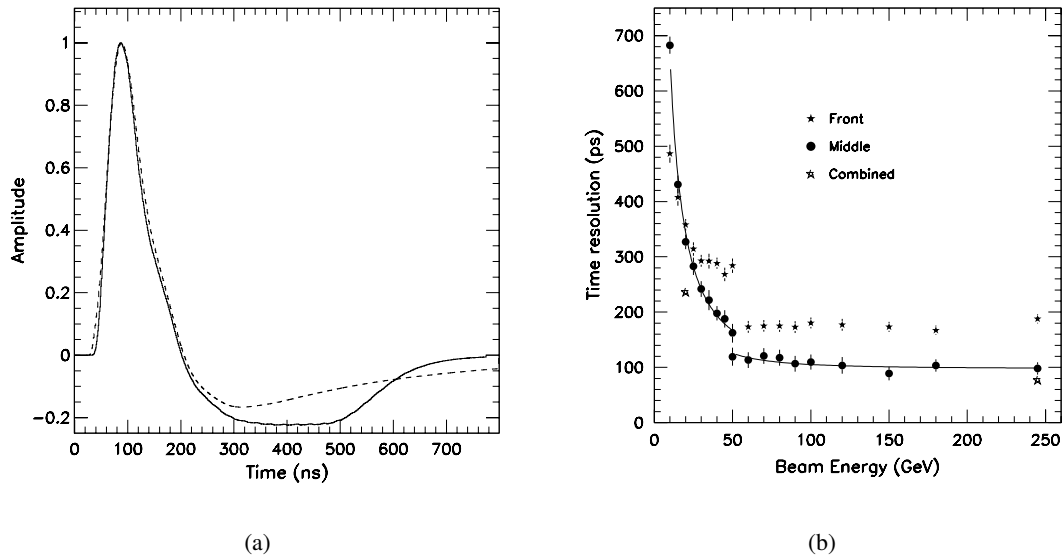 Amplitude
1
0.8
0.6
0.4
0.2
0
−0.2
0 100 200 300 400 500 600 700
Time (ns)
(a)
Time resolution (ps)
700
600
500
400
300
200
100
0
Front
Middle
Combined
0 50 100 150 200 250
Beam Energy (GeV)
(b)